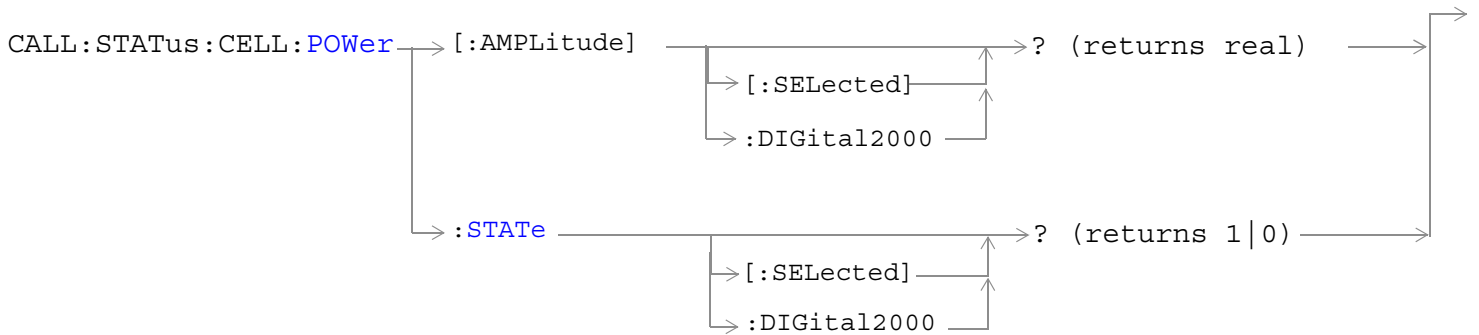 CALL:STATus:CELL:POWer [:AMPLitude] ? (returns real)
[:SELected]
:DIGital2000
:STATe ? (returns 1|0)
[:SELected]
:DIGital2000